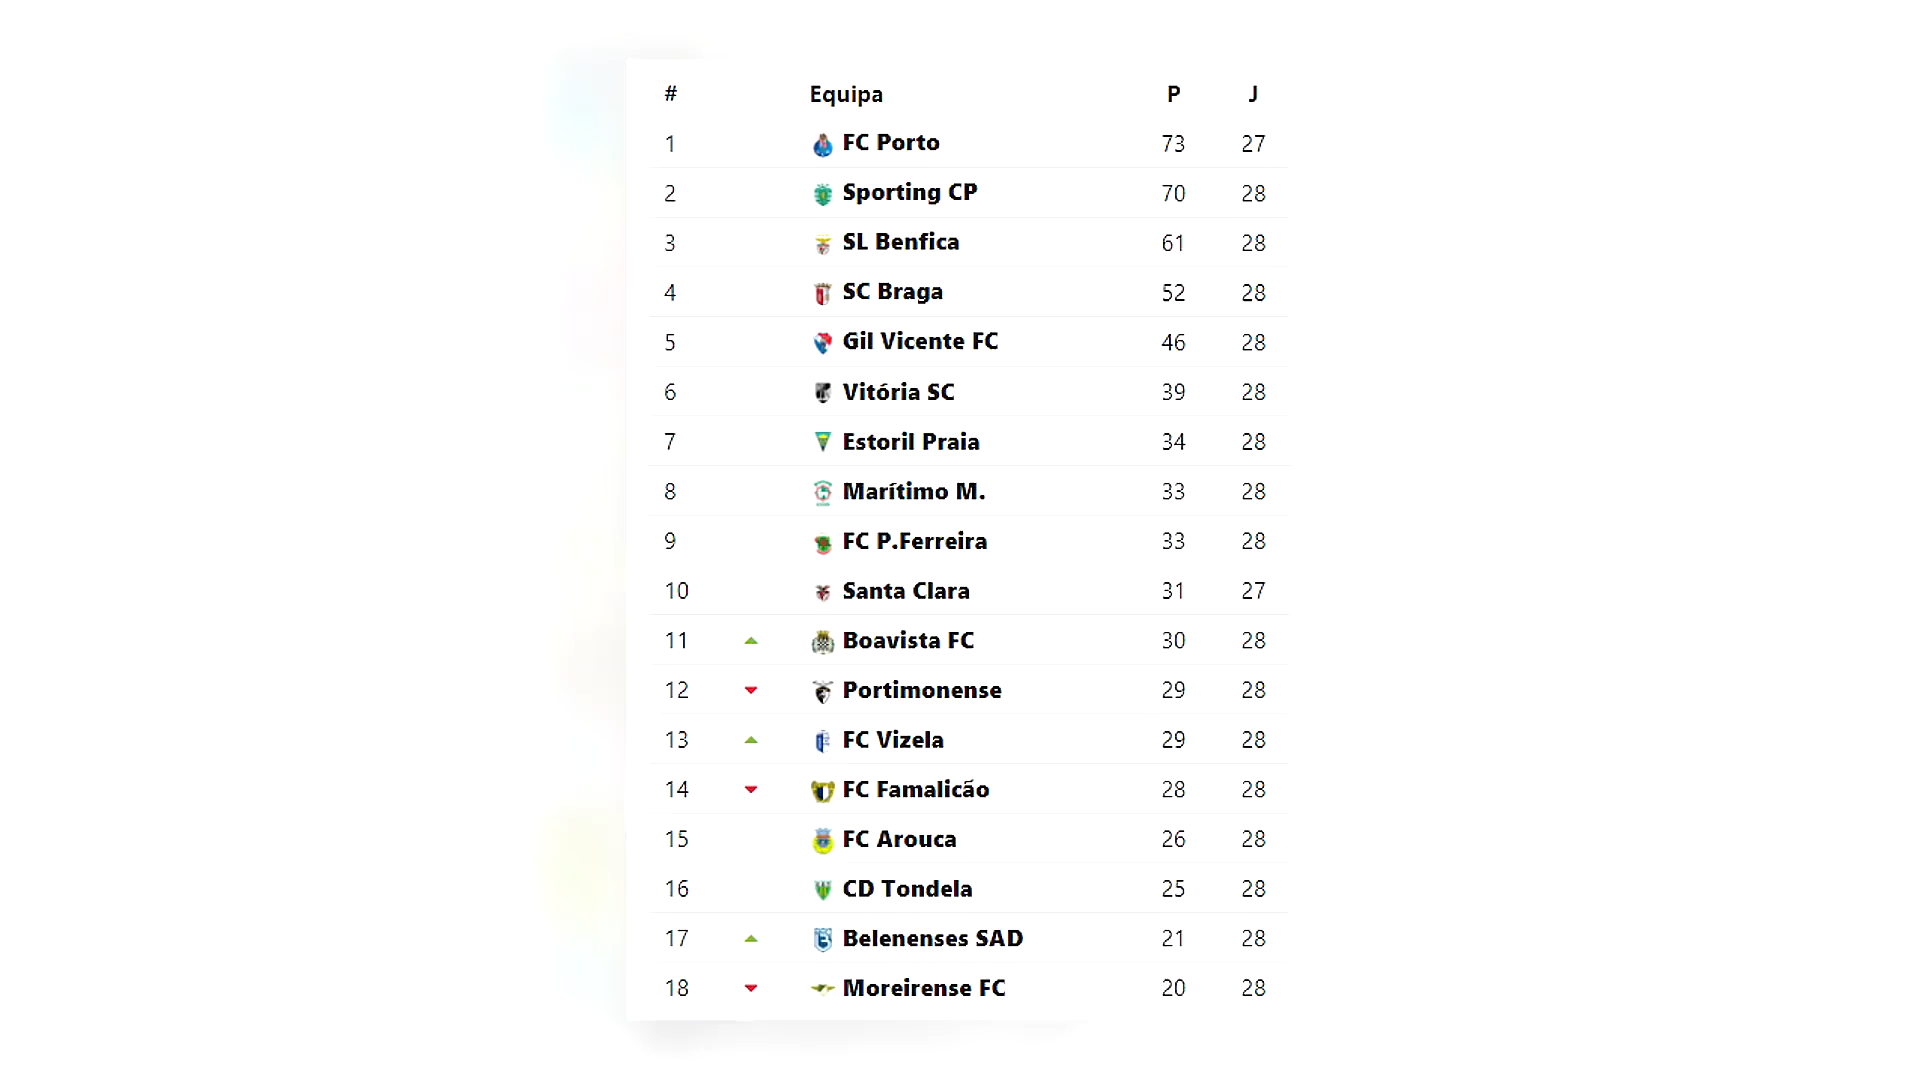 # Equipa P J
1 FC Porto 73 27
2 Sporting CP 70 28
3 SL Benfica 61 28
4 SC Braga 52 28
5 Gil Vicente FC 46 28
6 Vitória SC 39 28
7 Estoril Praia 34 28
8 Marítimo M. 33 28
9 FC P.Ferreira 33 28
10 Santa Clara 31 27
11 Boavista FC 30 28
12 Portimonense 29 28
13 FC Vizela 29 28
14 FC Famalicão 28 28
15 FC Arouca 26 28
16 CD Tondela 25 28
17 Belenenses SAD 21 28
18 Moreirense FC 20 28